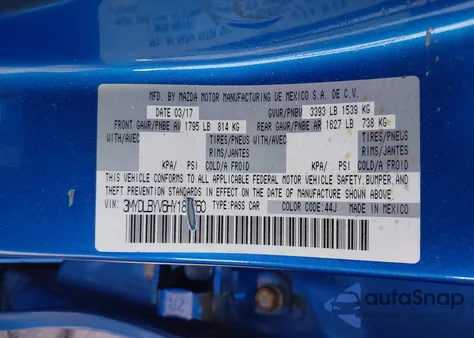 MFD. BY MAZDA MOTOR MANUFACTURING DE MEXICO S.A. DE C.V.
DATE 03/17 GVWR/PNBV 3393 LB 1539 KG
FRONT GAWR/PNBE AV 1795 LB 814 KG REAR GAWR/PNBE AR 1627 LB 738 KG
WITH/AVEC TIRES/PNEUS WITH/AVEC TIRES/PNEUS
RIMS/JANTES RIMS/JANTES
KPA/ PSI COLD/A FROID KPA/ PSI COLD/A FROID
THIS VEHICLE CONFORMS TO ALL APPLICABLE FEDERAL MOTOR VEHICLE SAFETY, BUMPER, AND
THEFT PREVENTION STANDARDS IN EFFECT ON THE DATE OF MANUFACTURE SHOWN ABOVE.
VIN: TYPE: PASS CAR COLOR CODE: 44J MADE IN MEXICO
autoSnap